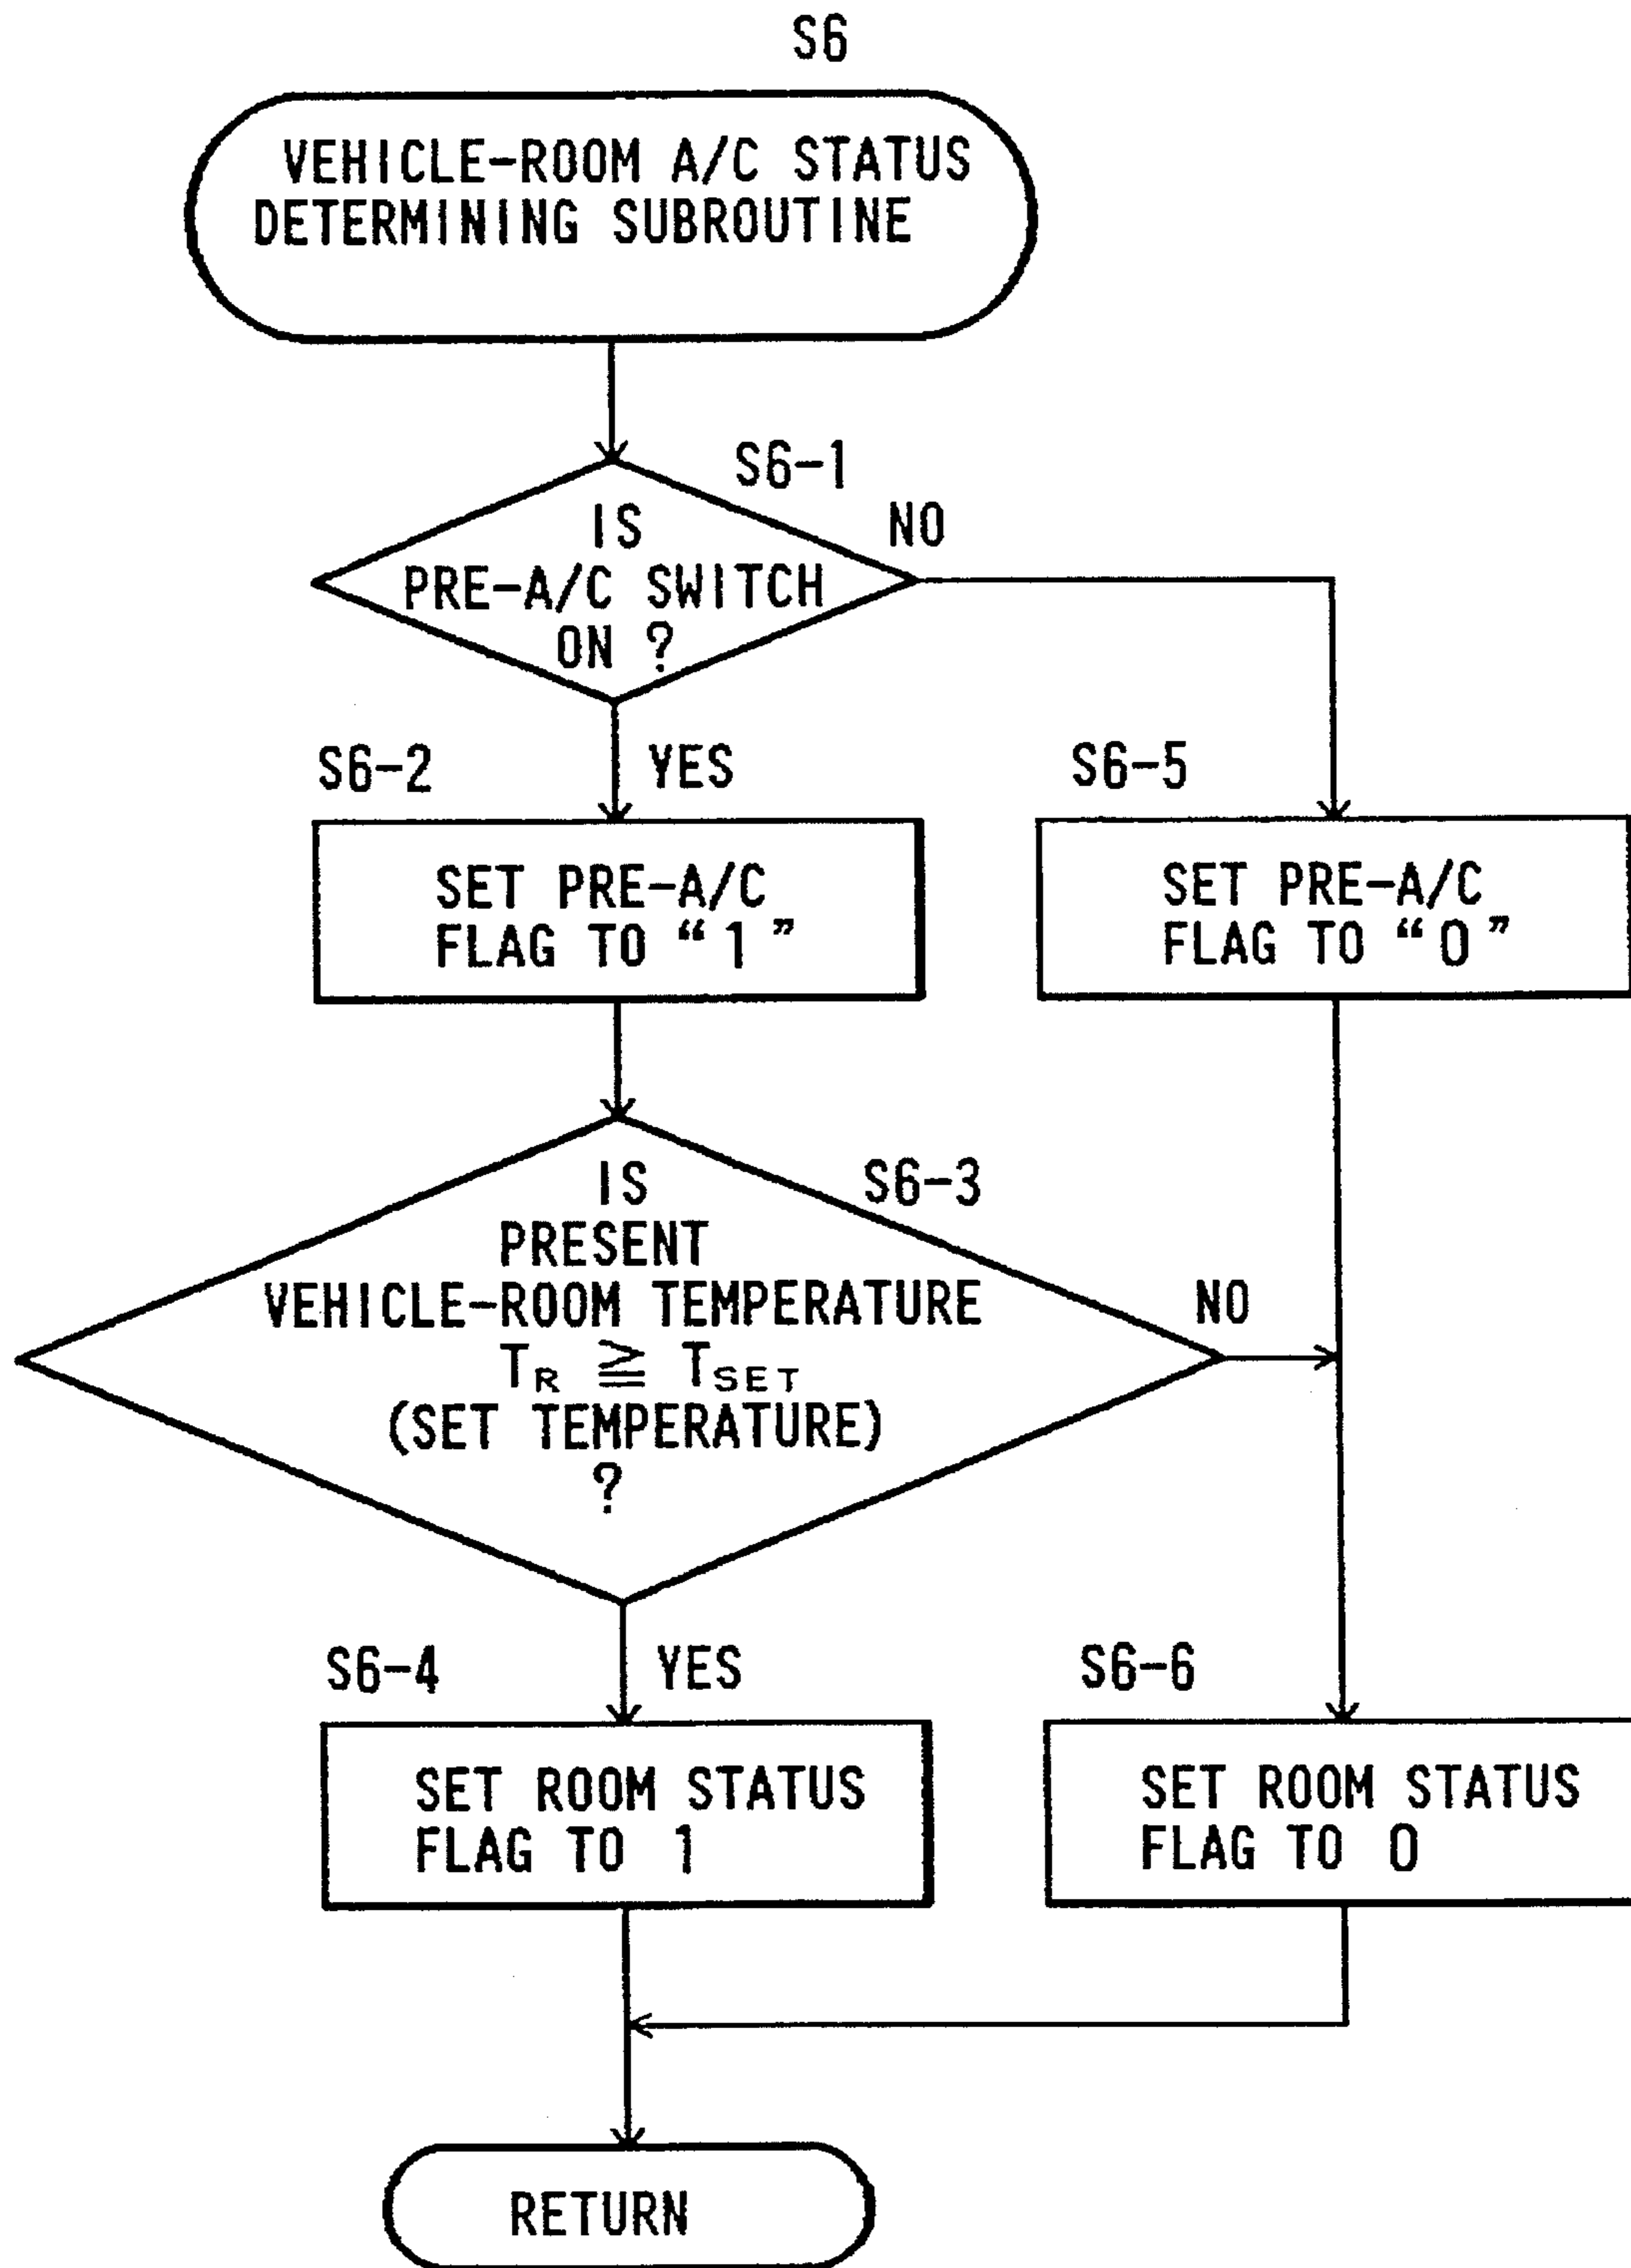 S6
VEHICLE-ROOM A/C STATUS
DETERMINING SUBROUTINE
S6-1
IS
PRE-A/C SWITCH
ON ?
NO
S6-2
YES
SET PRE-A/C
FLAG TO “1”
S6-5
SET PRE-A/C
FLAG TO “0”
S6-3
IS
PRESENT
VEHICLE-ROOM TEMPERATURE
TR ≧ TSET
(SET TEMPERATURE)
?
NO
S6-4
YES
SET ROOM STATUS
FLAG TO 1
S6-6
SET ROOM STATUS
FLAG TO 0
RETURN